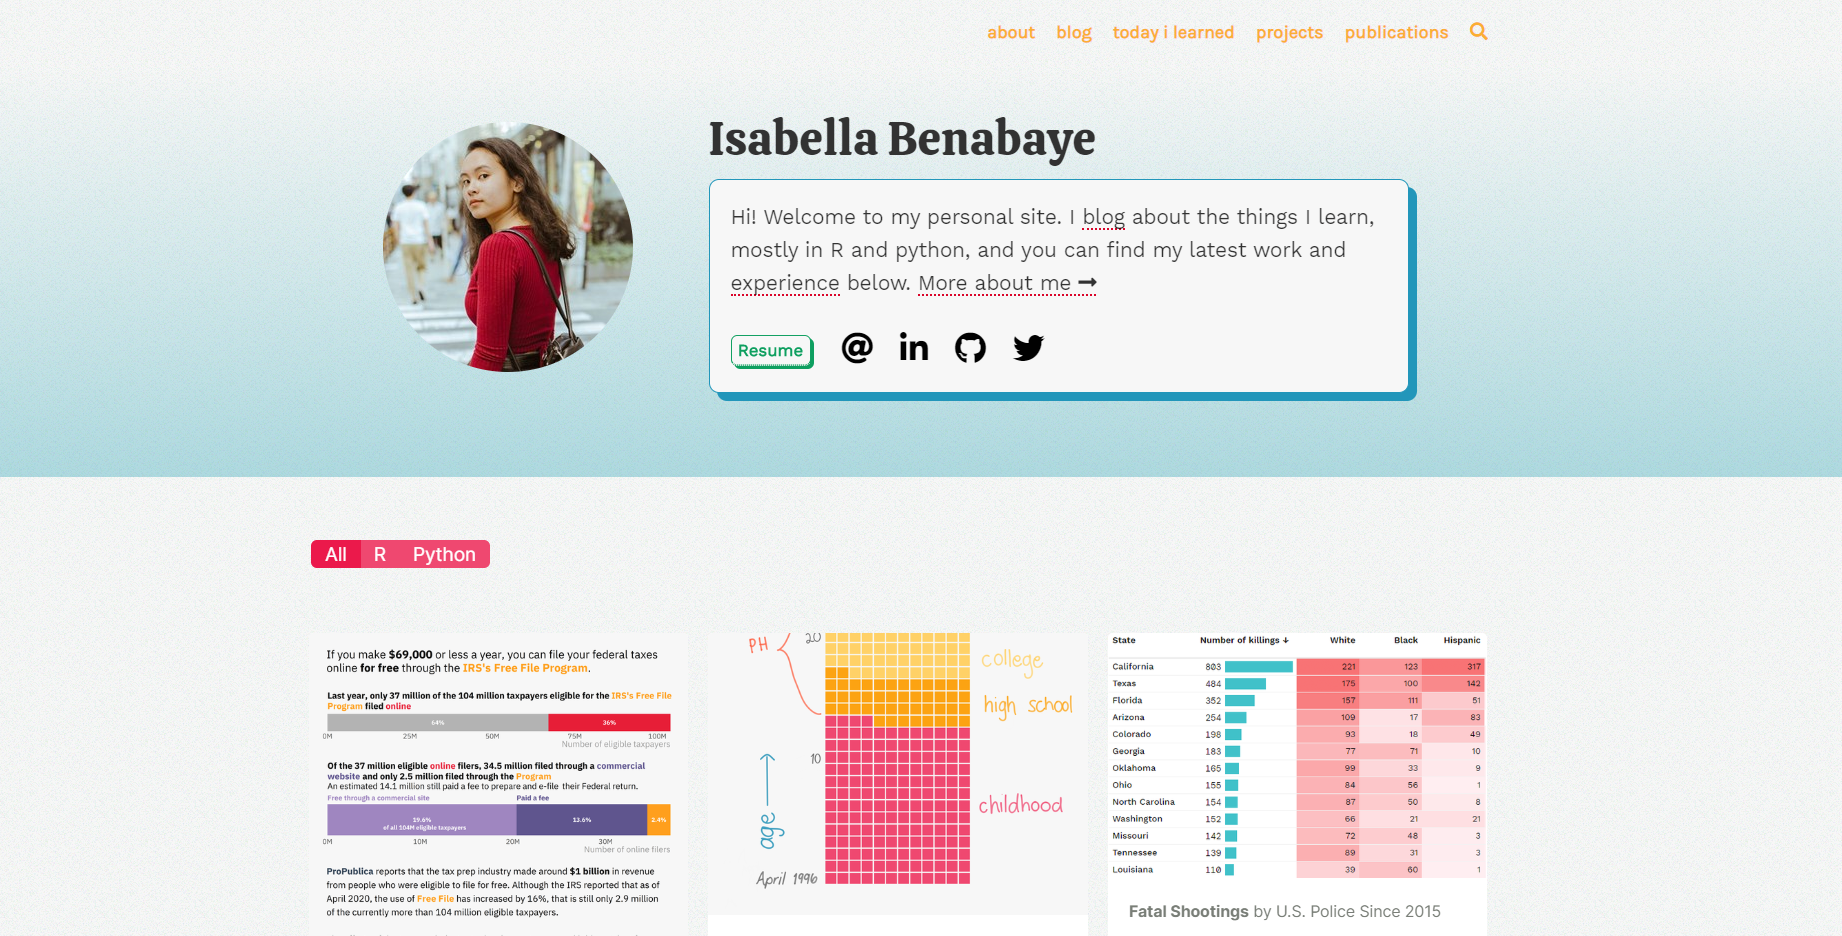 about blog today i learned projects publications
Isabella Benabaye
Hi! Welcome to my personal site. I blog about the things I learn,
mostly in R and python, and you can find my latest work and
experience below. More about me
Resume
All R Python
If you make $69,000 or less a year, you can file your federal taxes
online for free through the IRS's Free File Program.
Last year, only 37 million of the 104 million taxpayers eligible for the IRS's Free File
Program filed online
64% 36%
0M 25M 50M 75M 100M
Number of eligible taxpayers
Of the 37 million eligible online filers, 34.5 million filed through a commercial
website and only 2.5 million filed through the Program
An estimated 14.1 million still paid a fee to prepare and e-file their Federal return.
Free through a commercial site Paid a fee
19.6% 13.6% 2.4%
of all 104M eligible taxpayers
0M 10M 20M 30M
Number of online filers
ProPublica reports that the tax prep industry made around $1 billion in revenue
from people who were eligible to file for free. Although the IRS reported that as of
April 2020, the use of Free File has increased by 16%, that is still only 2.9 million
of the currently more than 104 million eligible taxpayers.
PH
20
college
high school
10
childhood
age
April 1996
State Number of killings ↓ White Black Hispanic
California 803 221 123 317
Texas 484 175 100 142
Florida 352 157 111 51
Arizona 254 109 17 83
Colorado 198 93 18 49
Georgia 183 77 71 10
Oklahoma 165 99 33 9
Ohio 155 84 56 1
North Carolina 154 87 50 8
Washington 152 66 21 21
Missouri 142 72 48 3
Tennessee 139 89 31 3
Louisiana 110 39 60 1
Fatal Shootings by U.S. Police Since 2015